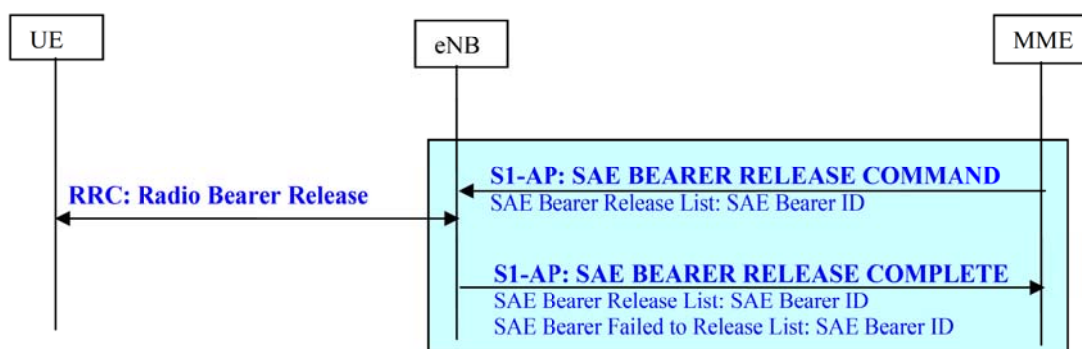 UE
eNB
MME
S1-AP: SAE BEARER RELEASE COMMAND
RRC: Radio Bearer Release
SAE Bearer Release List: SAE Bearer ID
S1-AP: SAE BEARER RELEASE COMPLETE
SAE Bearer Release List: SAE Bearer ID
SAE Bearer Failed to Release List: SAE Bearer ID